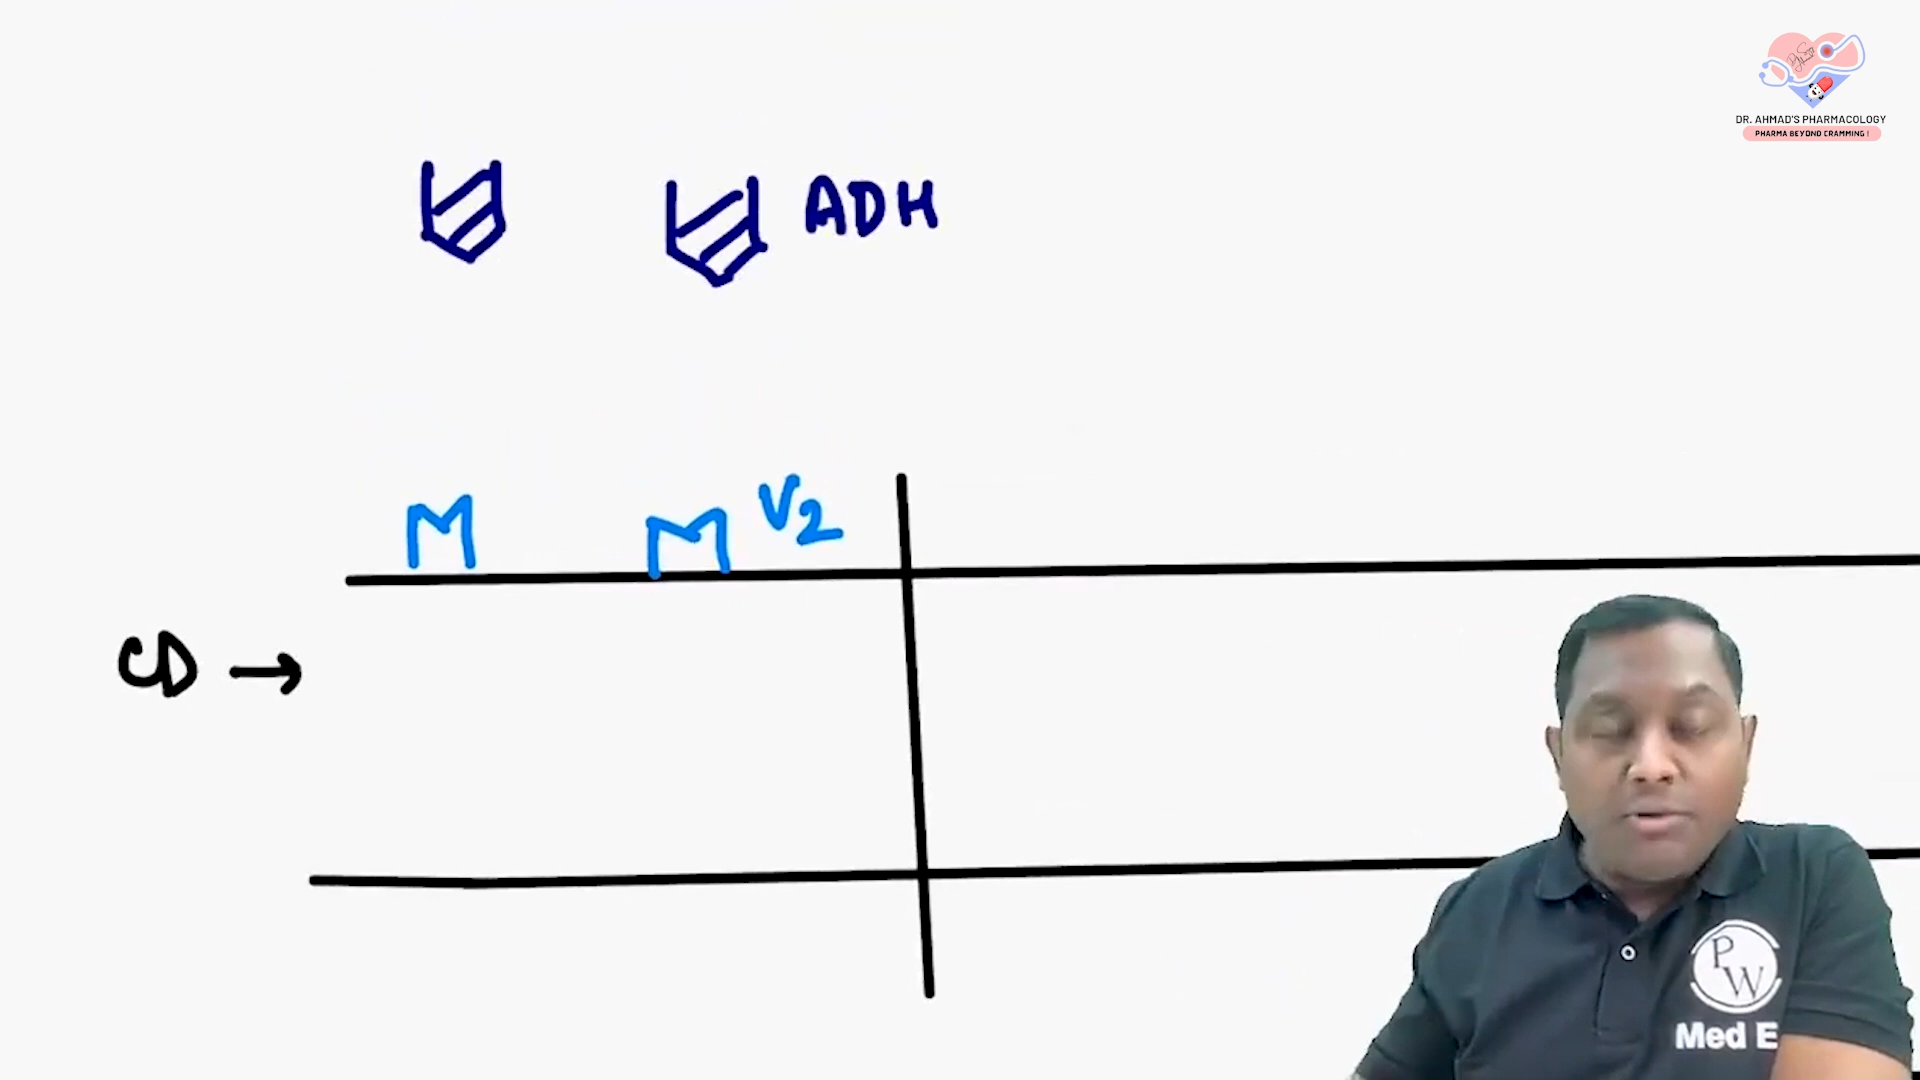 DR. AHMAD'S PHARMACOLOGY
PHARMA BEYOND CRAMMING !
ADH
V2
CD →
PW
Med E